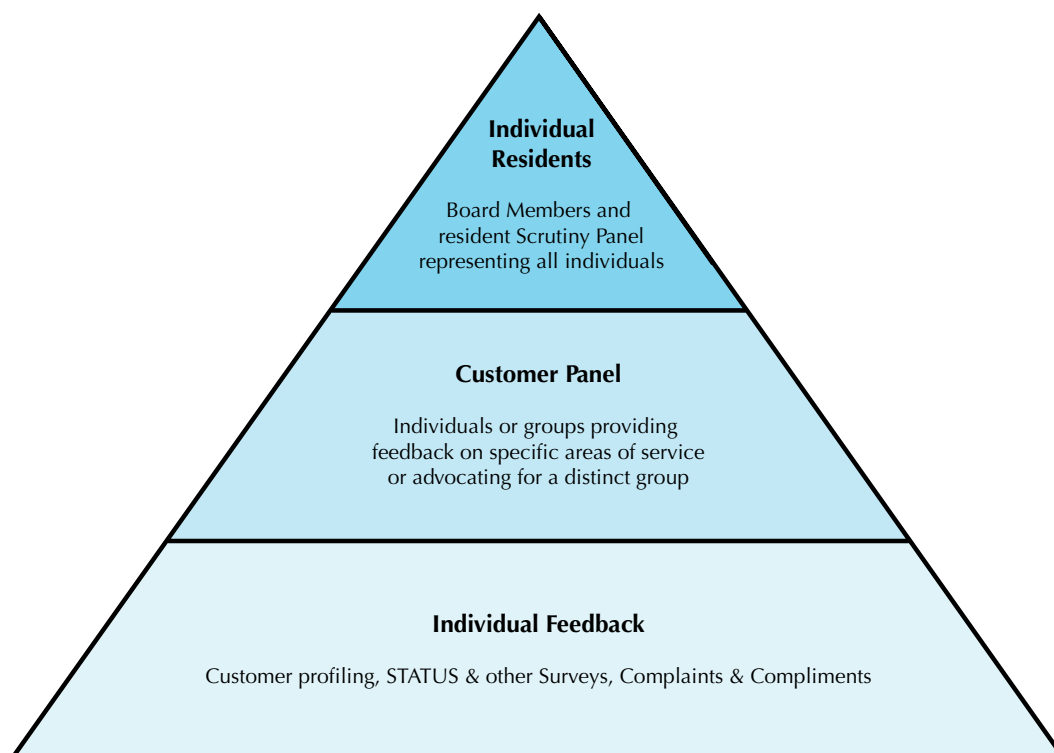 Individual
Residents
Board Members and
resident Scrutiny Panel
representing all individuals
Customer Panel
Individuals or groups providing
feedback on specific areas of service
or advocating for a distinct group
Individual Feedback
Customer profiling, STATUS & other Surveys, Complaints & Compliments